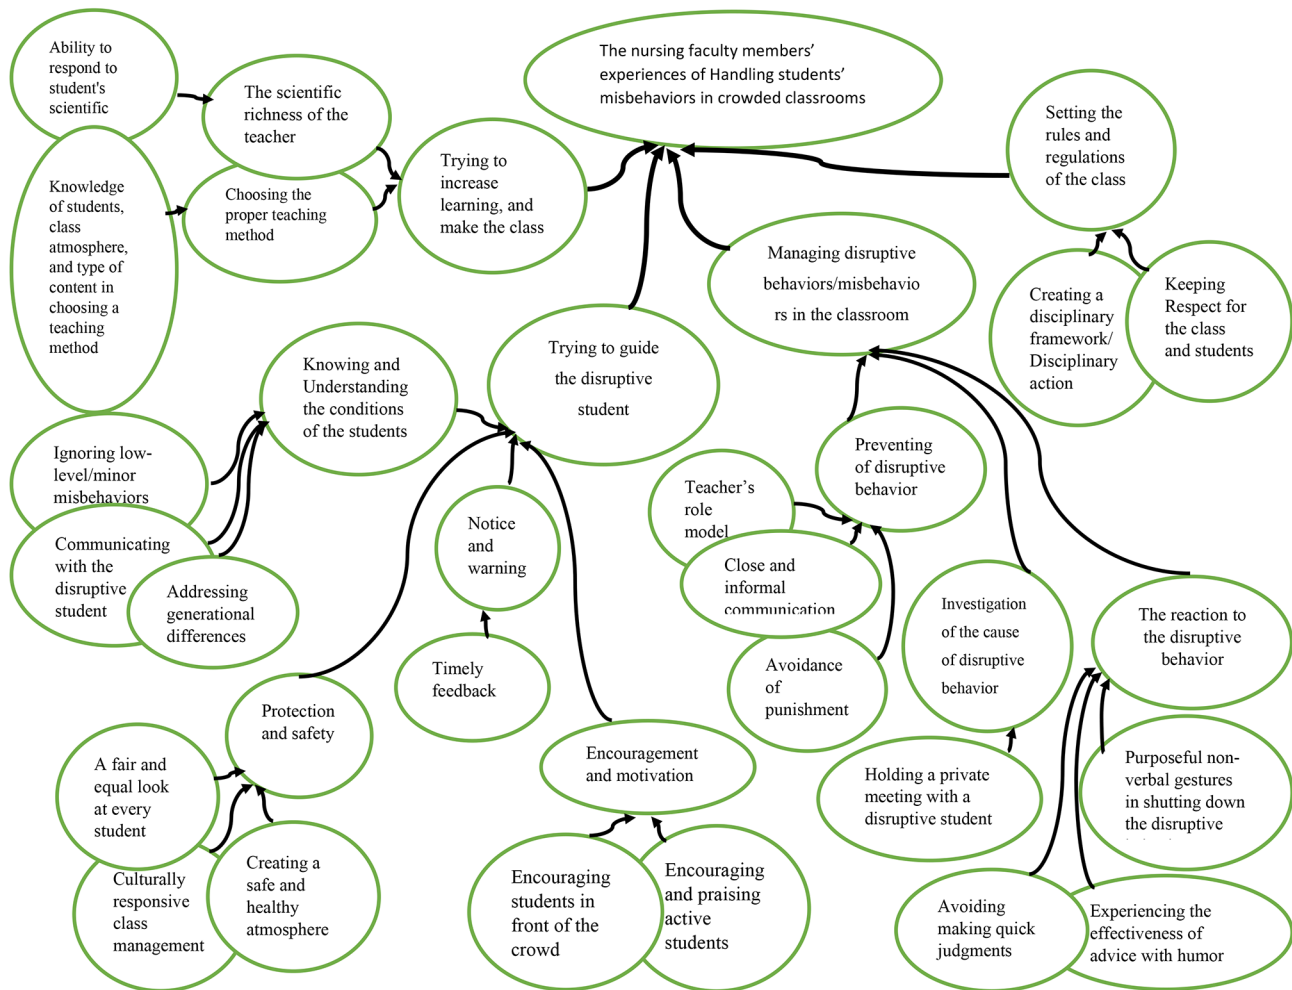 Ability to
respond to
student's
scientific
The scientific
richness of the
teacher
The nursing faculty members'
experiences of Handling students'
misbehaviors in crowded classrooms
Setting the
rules and
regulations
of the class
Knowledge
of students,
class
atmosphere,
and type of
content in
choosing a
teaching
method
Choosing the
proper teaching
method
Trying to
increase
learning, and
make the class
Managing disruptive
behaviors/misbehavio
rs in the classroom
Creating a
disciplinary
framework/
Disciplinary
action
Keeping
Respect for
the class
and students
Knowing and
Understanding
the conditions
of the students
Trying to guide
the disruptive
student
Preventing
of disruptive
behavior
Ignoring low-
level/minor
misbehaviors
Communicating
with the
disruptive
student
Addressing
generational
differences
Notice
and
warning
Timely
feedback
Teacher's
role
model
Close and
informal
communication
Avoidance
of
punishment
Investigation
of the cause
of disruptive
behavior
The reaction to
the disruptive
behavior
Protection
and safety
Encouragement
and motivation
Holding a private
meeting with a
disruptive student
Purposeful non-
verbal gestures
in shutting down
the disruptive
A fair and
equal look
at every
student
Culturally
responsive
class
management
Creating a
safe and
healthy
atmosphere
Encouraging
students in
front of the
crowd
Encouraging
and praising
active
students
Avoiding
making quick
judgments
Experiencing the
effectiveness of
advice with humor